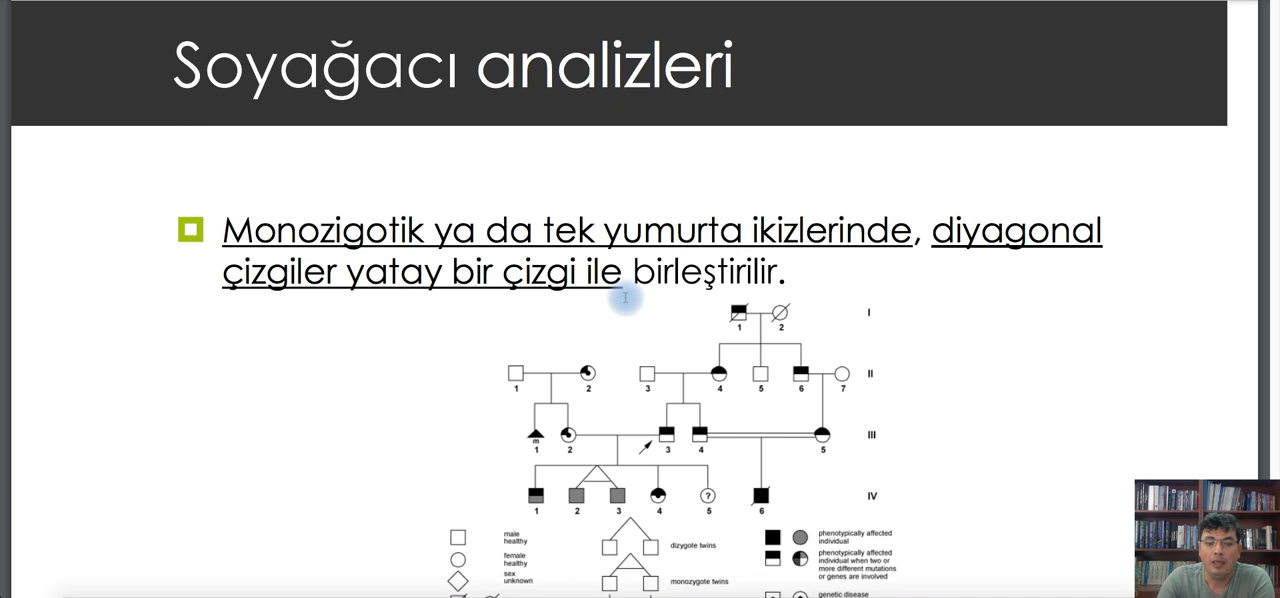 Soyağacı analizleri
Monozigotik ya da tek yumurta ikizlerinde, diyagonal
çizgiler yatay bir çizgi ile birleştirilir.
1 2 I
1 2 3 4 5 6 7 II
m
1 2 3 4 5 III
? IV
1 2 3 4 5 6
male
healthy
female
healthy
sex
unknown
dizygote twins
monozygote twins
phenotypically affected
individual
phenotypically affected
individual when two or
more different mutations
or genes are involved
genetic disease